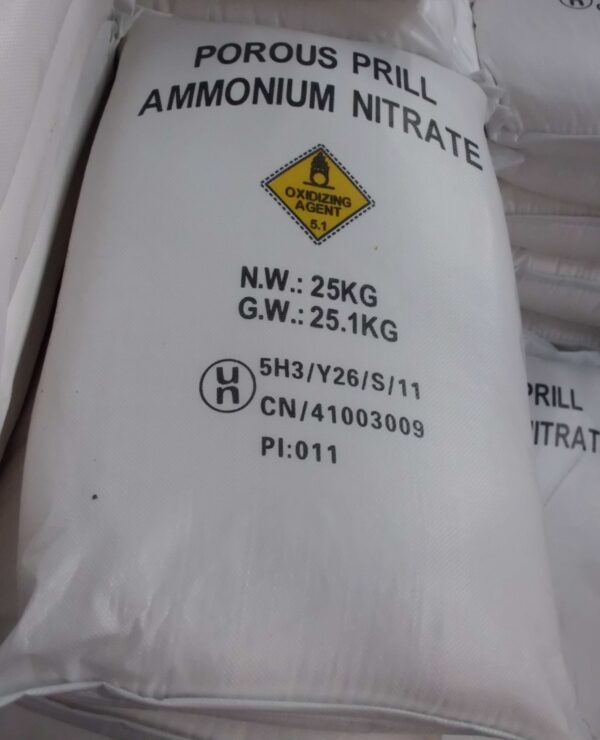 POROUS PRILL
AMMONIUM NITRATE
OXIDIZING
AGENT
5.1
N.W.: 25KG
G.W.: 25.1KG
un
5H3/Y26/S/11
CN/41003009
PI:011
PRILL
ITRAT